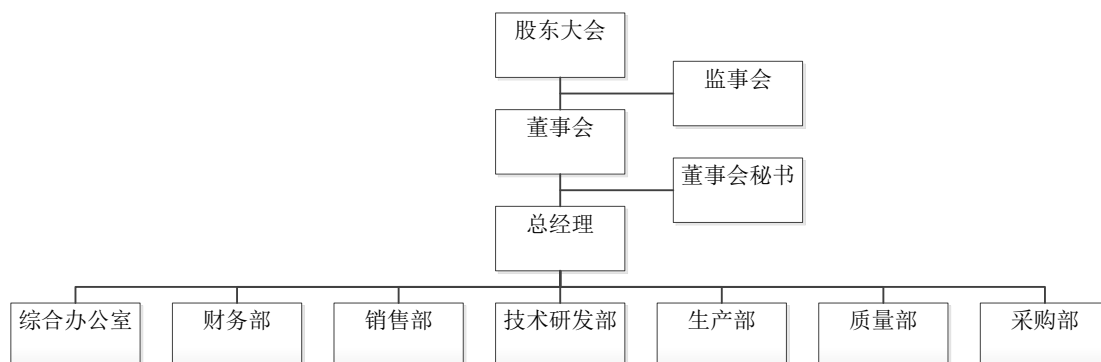 股东大会
监事会
董事会
董事会秘书
总经理
综合办公室
财务部
销售部
技术研发部
生产部
质量部
采购部